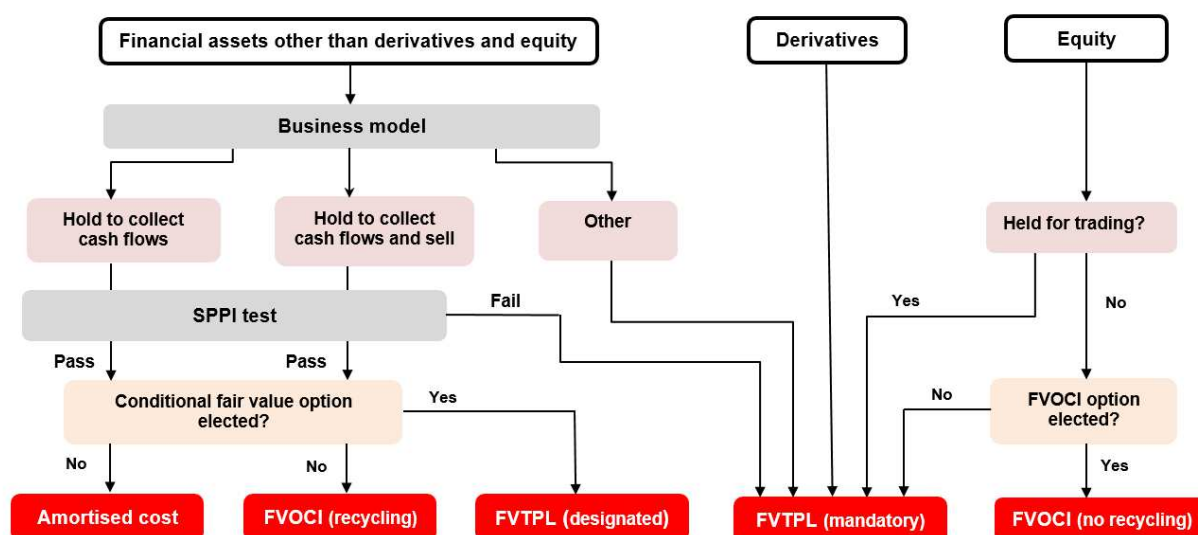 Financial assets other than derivatives and equity
Derivatives
Equity
Business model
Hold to collect
cash flows
Hold to collect
cash flows and sell
Other
Held for trading?
SPPI test
Fail
Yes
No
Pass
Pass
Conditional fair value option
elected?
Yes
No
FVOCI option
elected?
No
No
Yes
Amortised cost
FVOCI (recycling)
FVTPL (designated)
FVTPL (mandatory)
FVOCI (no recycling)